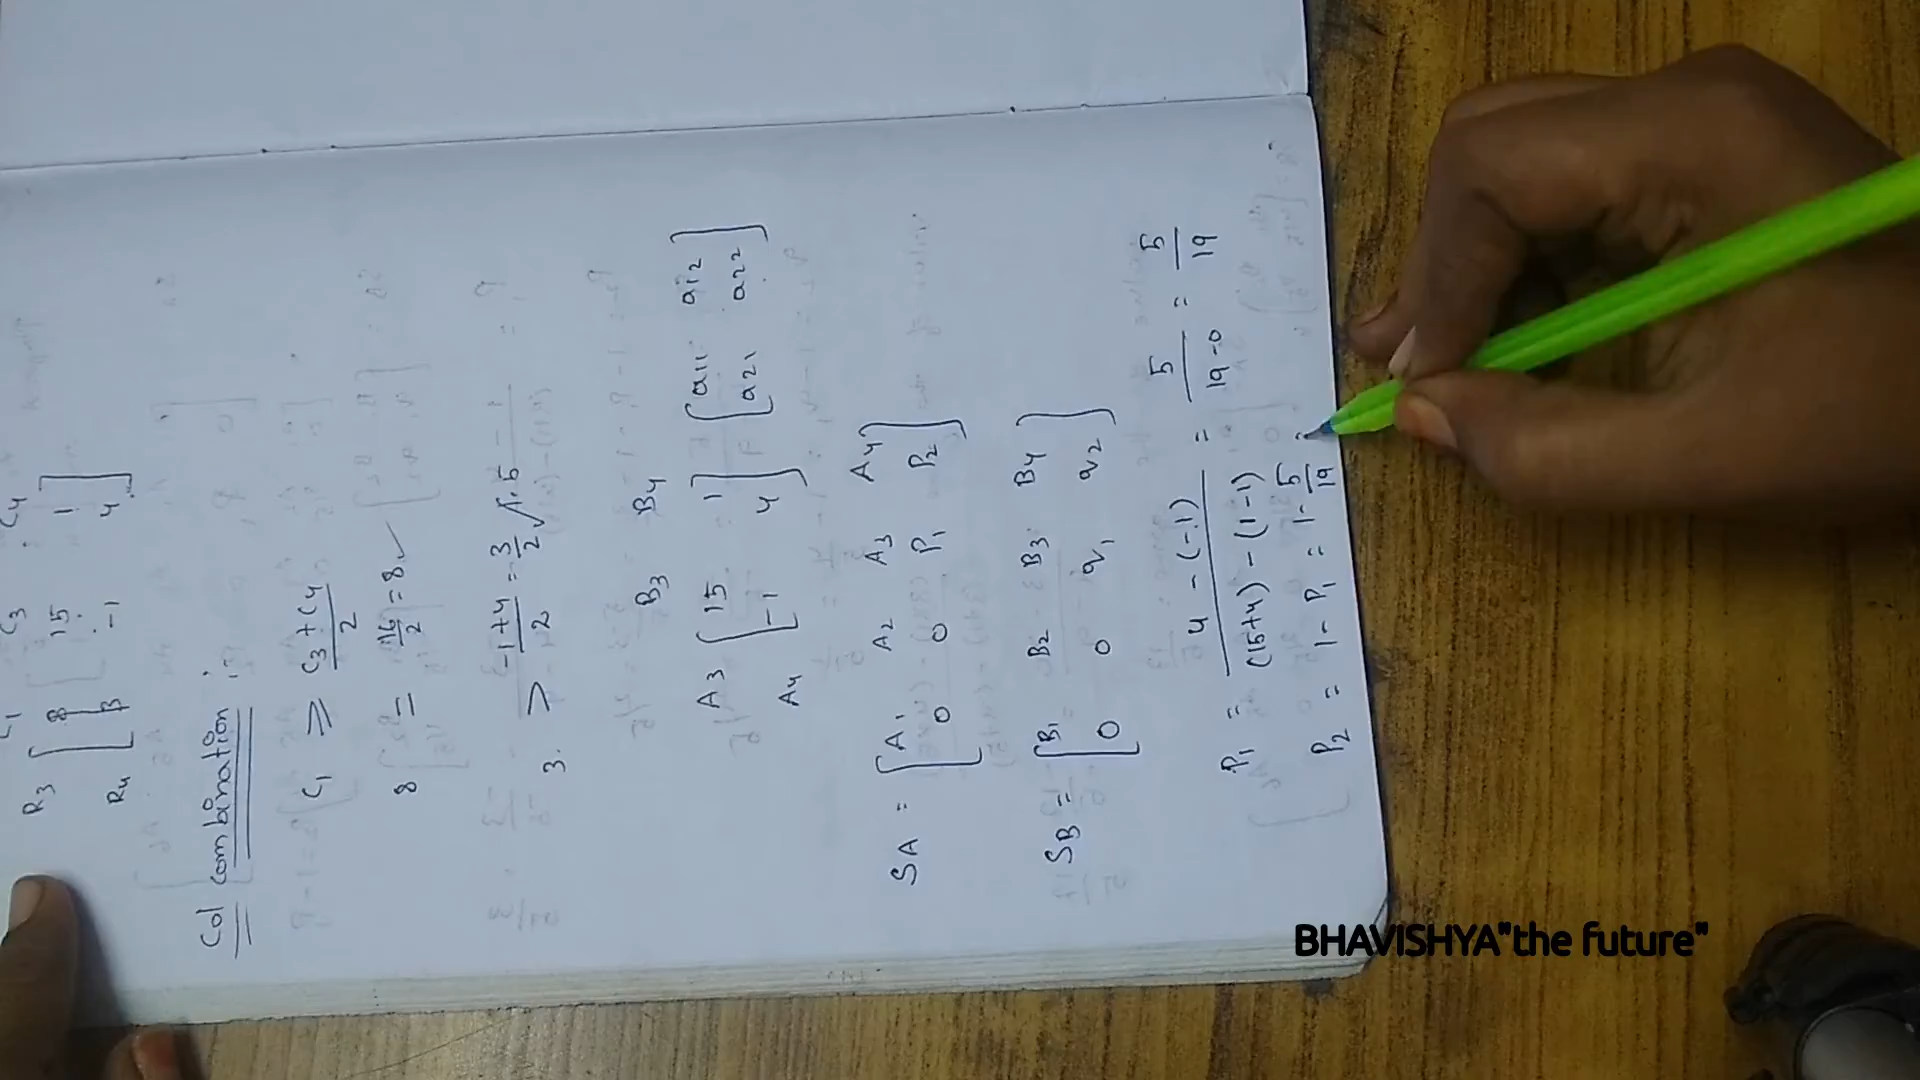 C1 C3 C4
R3 [ 8 15 1 ]
R4 [ 3 -1 4 ]
Col combination :
C1 ≥ C3 + C4 / 2
8 = 16/2 = 8 ✓
3. > -1+4 / 2 = 3/2 √1.5
B3 B4
A3 [ 15 1 ] [ a11 a12 ]
A4 [ -1 4 ] [ a21 a22 ]
SA = [ A1 A2 A3 A4 ]
[ 0 0 P1 P2 ]
SB = [ B1 B2 B3 B4 ]
[ 0 0 q1 q2 ]
P1 = 4 - (-1) / (15+4) - (1-1) = 5 / 19-0 = 5/19
P2 = 1 - P1 = 1 - 5/19 =
BHAVISHYA"the future"